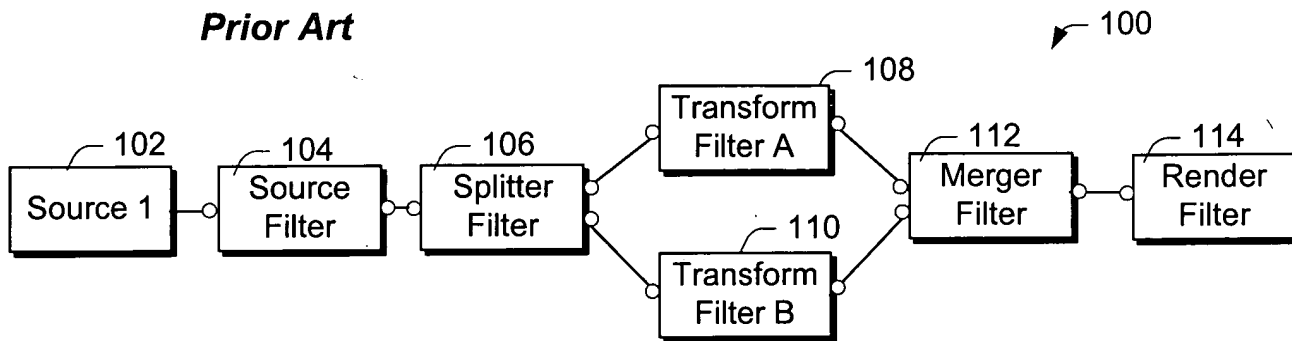 Prior Art
100
102
Source 1
104
Source
Filter
106
Splitter
Filter
108
Transform
Filter A
110
Transform
Filter B
112
Merger
Filter
114
Render
Filter